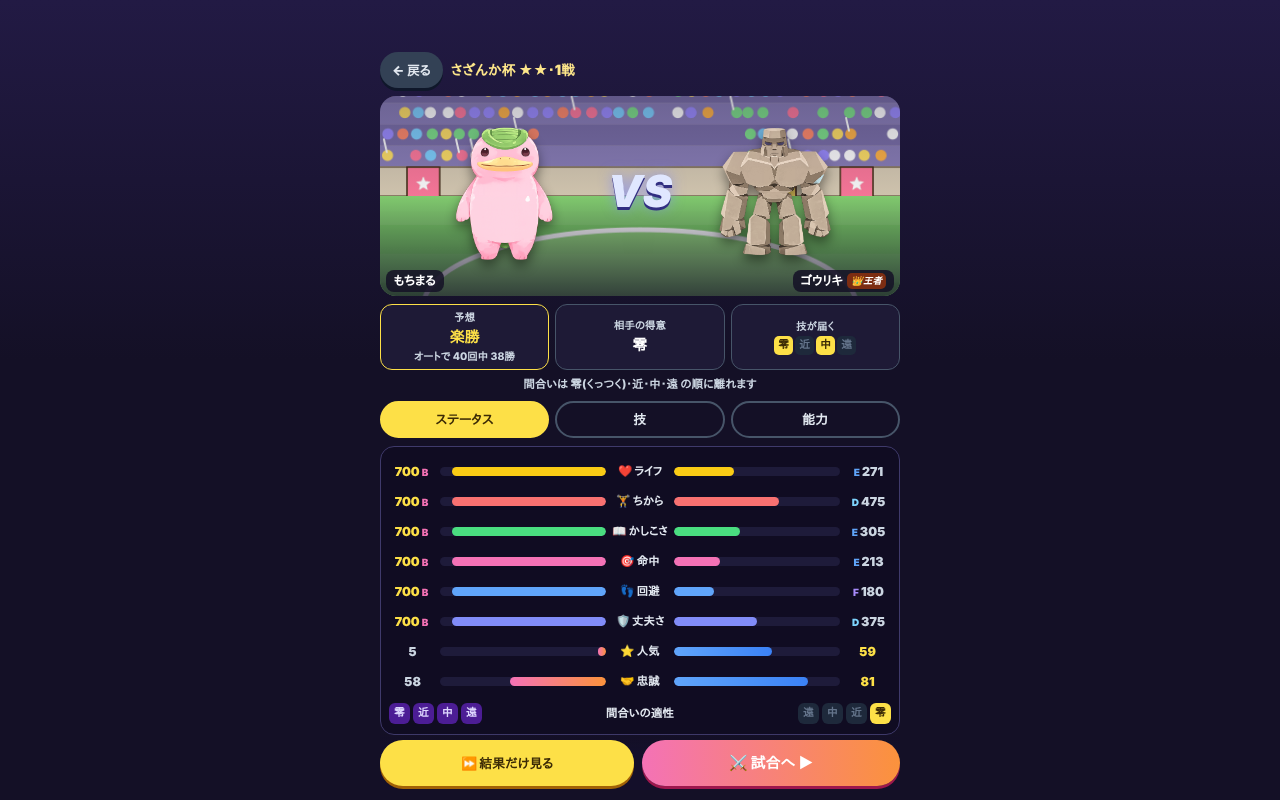 ← 戻る さざんか杯 ★★・1戦
VS
もちまる ゴウリキ 👑王者
予想
楽勝
オートで 40回中 38勝
相手の得意
零
技が届く
零 近 中 遠
間合いは 零(くっつく)・近・中・遠 の順に離れます
ステータス 技 能力
700 B ❤️ ライフ E 271
700 B 🏋 ちから D 475
700 B 📖 かしこさ E 305
700 B 🎯 命中 E 213
700 B 👣 回避 F 180
700 B 🛡️ 丈夫さ D 375
5 ⭐ 人気 59
58 🤝 忠誠 81
零 近 中 遠 間合いの適性 遠 中 近 零
⏩ 結果だけ見る ⚔️ 試合へ ▶